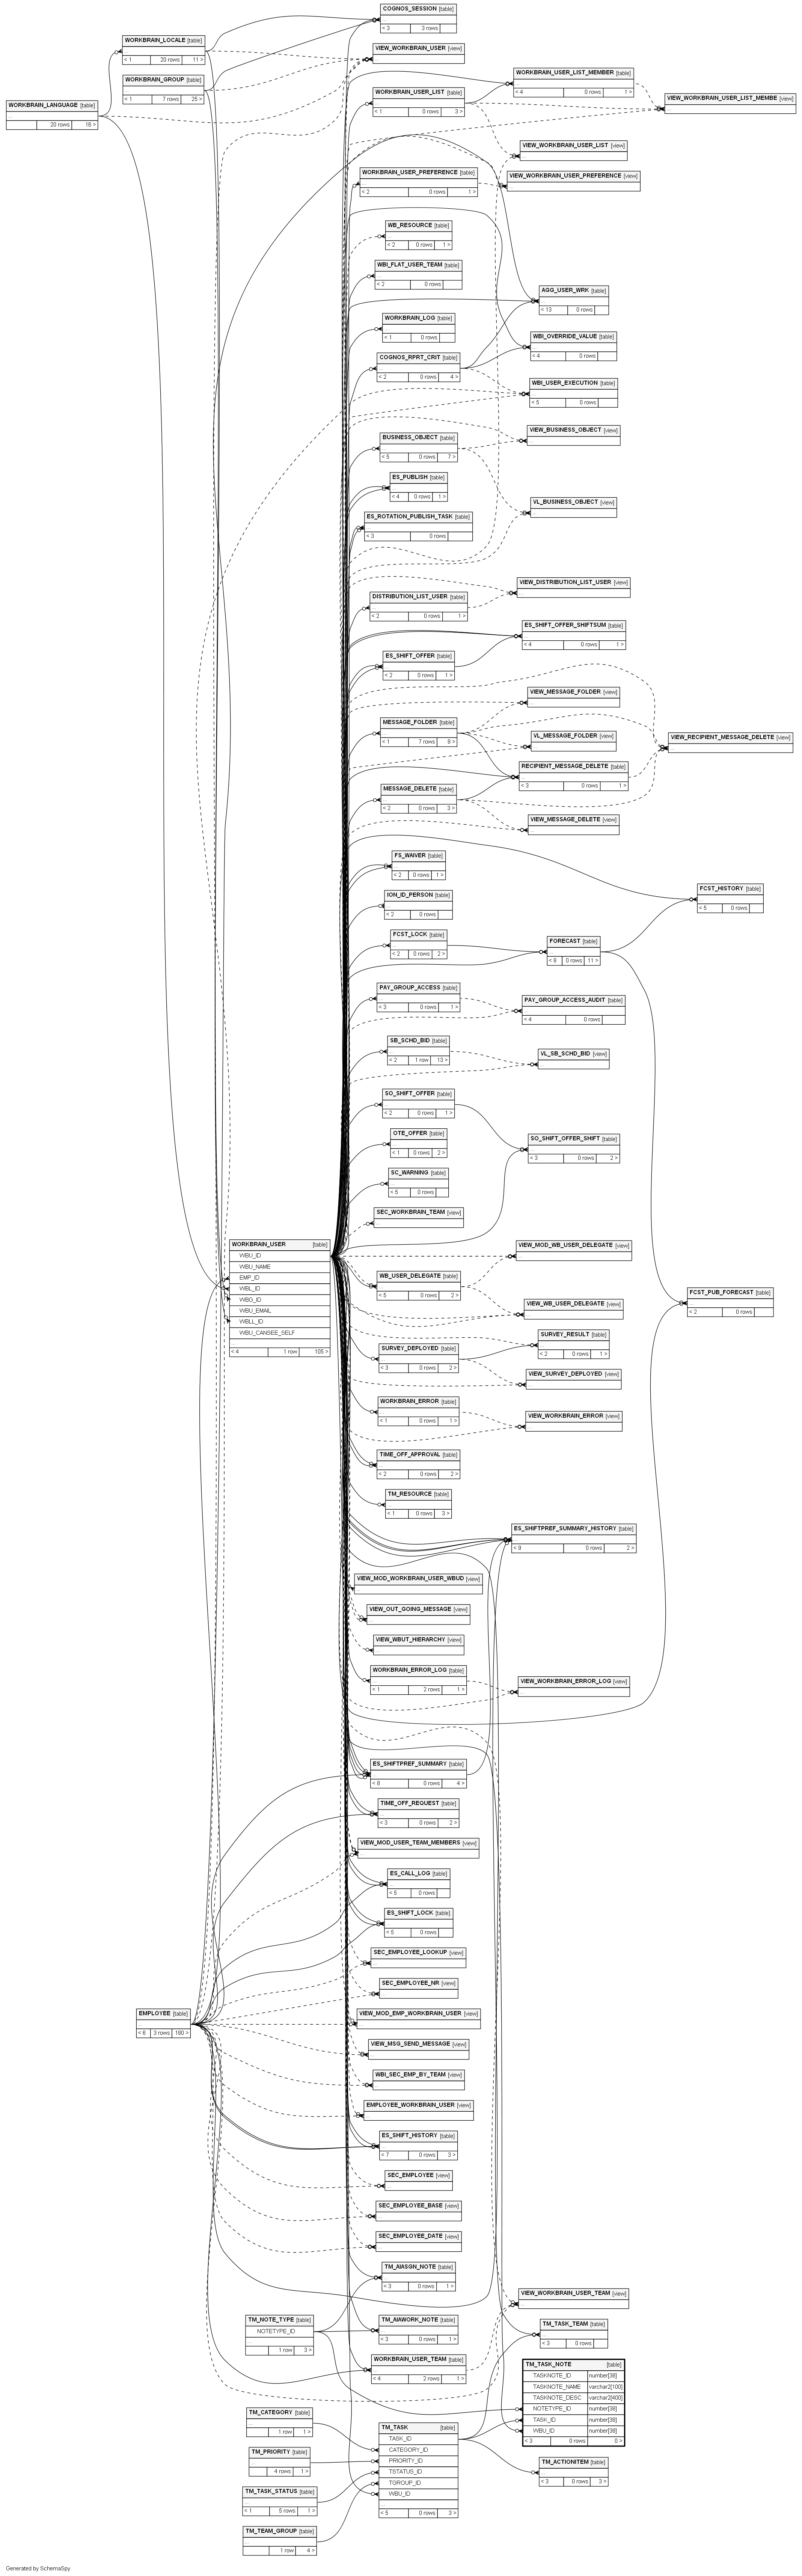 COGNOS_SESSION [table]
...
< 3 3 rows
WORKBRAIN_LOCALE [table]
...
< 1 20 rows 11 >
VIEW_WORKBRAIN_USER [view]
...
WORKBRAIN_GROUP [table]
...
< 1 7 rows 25 >
WORKBRAIN_LANGUAGE [table]
...
20 rows 16 >
WORKBRAIN_USER_LIST [table]
...
< 1 0 rows 3 >
WORKBRAIN_USER_LIST_MEMBER [table]
...
< 4 0 rows 1 >
VIEW_WORKBRAIN_USER_LIST_MEMBE [view]
...
VIEW_WORKBRAIN_USER_LIST [view]
...
WORKBRAIN_USER_PREFERENCE [table]
...
< 2 0 rows 1 >
VIEW_WORKBRAIN_USER_PREFERENCE [view]
...
WB_RESOURCE [table]
...
< 2 0 rows 1 >
WBI_FLAT_USER_TEAM [table]
...
< 2 0 rows
AGG_USER_WRK [table]
...
< 13 0 rows
WORKBRAIN_LOG [table]
...
< 1 0 rows
WBI_OVERRIDE_VALUE [table]
...
< 4 0 rows
COGNOS_RPRT_CRIT [table]
...
< 2 0 rows 4 >
WBI_USER_EXECUTION [table]
...
< 5 0 rows
BUSINESS_OBJECT [table]
...
< 5 0 rows 7 >
VIEW_BUSINESS_OBJECT [view]
...
ES_PUBLISH [table]
...
< 4 0 rows 1 >
VL_BUSINESS_OBJECT [view]
...
ES_ROTATION_PUBLISH_TASK [table]
...
< 3 0 rows
VIEW_DISTRIBUTION_LIST_USER [view]
...
DISTRIBUTION_LIST_USER [table]
...
< 2 0 rows 1 >
ES_SHIFT_OFFER_SHIFTSUM [table]
...
< 4 0 rows 1 >
ES_SHIFT_OFFER [table]
...
< 2 0 rows 1 >
VIEW_MESSAGE_FOLDER [view]
...
MESSAGE_FOLDER [table]
...
< 1 7 rows 8 >
VL_MESSAGE_FOLDER [view]
...
VIEW_RECIPIENT_MESSAGE_DELETE [view]
...
RECIPIENT_MESSAGE_DELETE [table]
...
< 3 0 rows 1 >
MESSAGE_DELETE [table]
...
< 2 0 rows 3 >
VIEW_MESSAGE_DELETE [view]
...
FS_WAIVER [table]
...
< 2 0 rows 1 >
FCST_HISTORY [table]
...
< 5 0 rows
ION_ID_PERSON [table]
...
< 2 0 rows
FCST_LOCK [table]
...
< 2 0 rows 2 >
FORECAST [table]
...
< 8 0 rows 11 >
PAY_GROUP_ACCESS [table]
...
< 3 0 rows 1 >
PAY_GROUP_ACCESS_AUDIT [table]
...
< 4 0 rows
SB_SCHD_BID [table]
...
< 2 1 row 13 >
VL_SB_SCHD_BID [view]
...
SO_SHIFT_OFFER [table]
...
< 2 0 rows 1 >
OTE_OFFER [table]
...
< 1 0 rows 2 >
SO_SHIFT_OFFER_SHIFT [table]
...
< 3 0 rows 2 >
SC_WARNING [table]
...
< 5 0 rows
SEC_WORKBRAIN_TEAM [view]
...
WORKBRAIN_USER [table]
WBU_ID
WBU_NAME
EMP_ID
WBL_ID
WBG_ID
WBU_EMAIL
WBLL_ID
WBU_CANSEE_SELF
...
< 4 1 row 105 >
VIEW_MOD_WB_USER_DELEGATE [view]
...
WB_USER_DELEGATE [table]
...
< 5 0 rows 2 >
FCST_PUB_FORECAST [table]
...
< 2 0 rows
VIEW_WB_USER_DELEGATE [view]
...
SURVEY_RESULT [table]
...
< 2 0 rows 1 >
SURVEY_DEPLOYED [table]
...
< 3 0 rows 2 >
VIEW_SURVEY_DEPLOYED [view]
...
WORKBRAIN_ERROR [table]
...
< 1 0 rows 1 >
VIEW_WORKBRAIN_ERROR [view]
...
TIME_OFF_APPROVAL [table]
...
< 2 0 rows 2 >
TM_RESOURCE [table]
...
< 1 0 rows 3 >
ES_SHIFTPREF_SUMMARY_HISTORY [table]
...
< 9 0 rows 2 >
VIEW_MOD_WORKBRAIN_USER_WBUD [view]
...
VIEW_OUT_GOING_MESSAGE [view]
...
VIEW_WBUT_HIERARCHY [view]
...
WORKBRAIN_ERROR_LOG [table]
...
< 1 2 rows 1 >
VIEW_WORKBRAIN_ERROR_LOG [view]
...
ES_SHIFTPREF_SUMMARY [table]
...
< 8 0 rows 4 >
TIME_OFF_REQUEST [table]
...
< 3 0 rows 2 >
VIEW_MOD_USER_TEAM_MEMBERS [view]
...
ES_CALL_LOG [table]
...
< 5 0 rows
ES_SHIFT_LOCK [table]
...
< 5 0 rows
SEC_EMPLOYEE_LOOKUP [view]
...
SEC_EMPLOYEE_NR [view]
...
EMPLOYEE [table]
...
< 6 3 rows 180 >
VIEW_MOD_EMP_WORKBRAIN_USER [view]
...
VIEW_MSG_SEND_MESSAGE [view]
...
WBI_SEC_EMP_BY_TEAM [view]
...
EMPLOYEE_WORKBRAIN_USER [view]
...
ES_SHIFT_HISTORY [table]
...
< 7 0 rows 3 >
SEC_EMPLOYEE [view]
...
SEC_EMPLOYEE_BASE [view]
...
SEC_EMPLOYEE_DATE [view]
...
TM_AIASGN_NOTE [table]
...
< 3 0 rows 1 >
VIEW_WORKBRAIN_USER_TEAM [view]
...
TM_NOTE_TYPE [table]
NOTETYPE_ID
...
1 row 3 >
TM_AIAWORK_NOTE [table]
...
< 3 0 rows 1 >
TM_TASK_TEAM [table]
...
< 3 0 rows
WORKBRAIN_USER_TEAM [table]
...
< 4 2 rows 1 >
TM_TASK_NOTE [table]
TASKNOTE_ID number[38]
TASKNOTE_NAME varchar2[100]
TASKNOTE_DESC varchar2[400]
NOTETYPE_ID number[38]
TASK_ID number[38]
WBU_ID number[38]
< 3 0 rows 0 >
TM_CATEGORY [table]
...
1 row 1 >
TM_TASK [table]
TASK_ID
CATEGORY_ID
PRIORITY_ID
TSTATUS_ID
TGROUP_ID
WBU_ID
...
< 5 0 rows 3 >
TM_PRIORITY [table]
...
4 rows 1 >
TM_ACTIONITEM [table]
...
< 3 0 rows 3 >
TM_TASK_STATUS [table]
...
< 1 5 rows 1 >
TM_TEAM_GROUP [table]
...
1 row 4 >
Generated by SchemaSpy